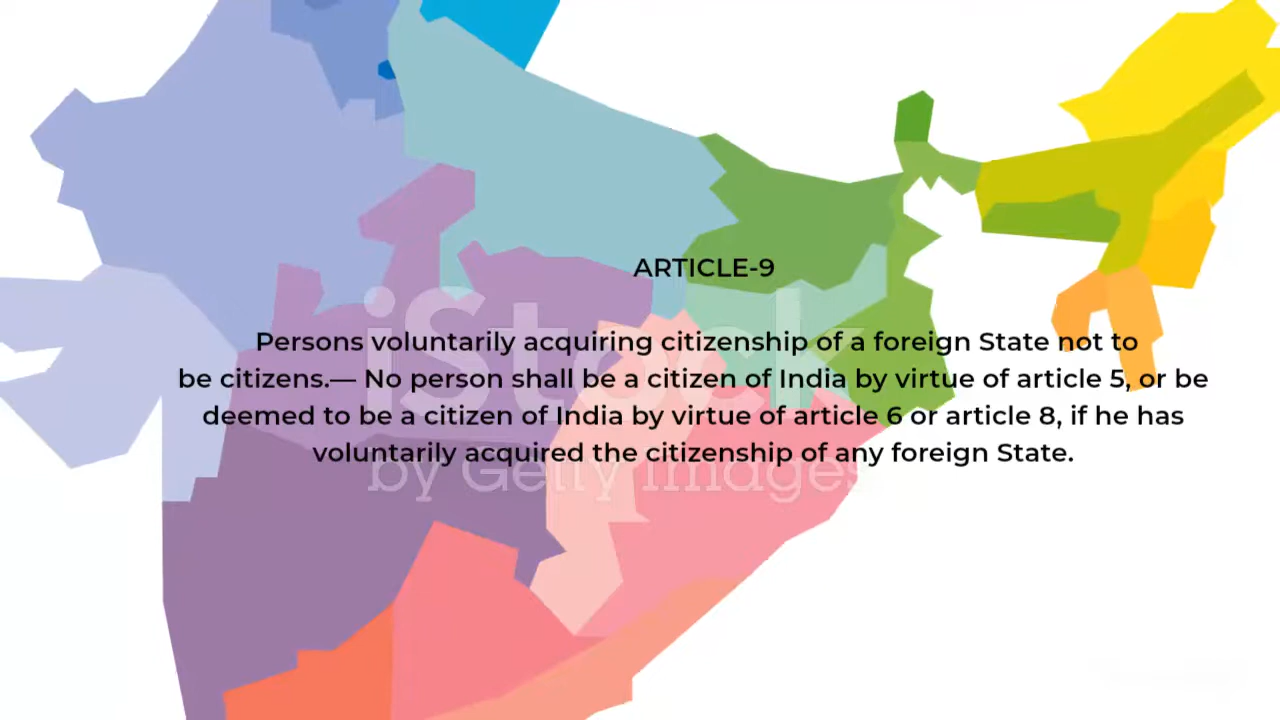 ARTICLE-9
Persons voluntarily acquiring citizenship of a foreign State not to
be citizens.— No person shall be a citizen of India by virtue of article 5, or be
deemed to be a citizen of India by virtue of article 6 or article 8, if he has
voluntarily acquired the citizenship of any foreign State.
iStock
by Getty Images